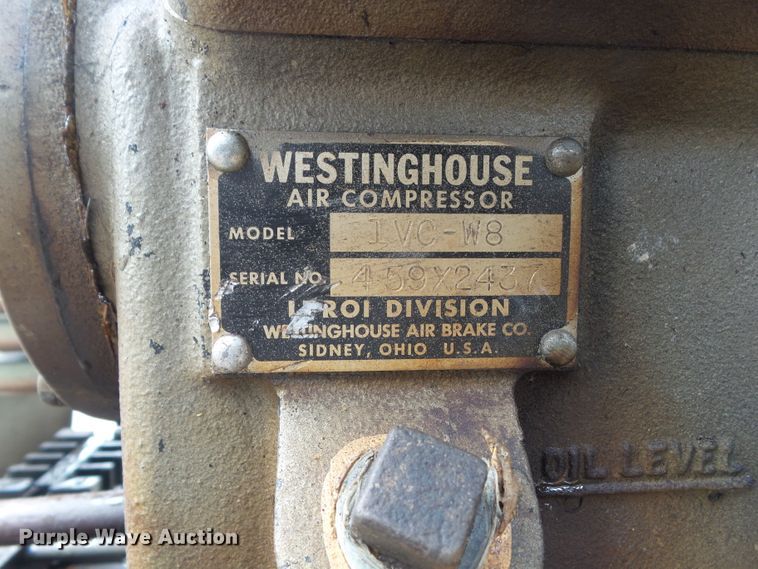 WESTINGHOUSE
AIR COMPRESSOR
MODEL 1VC-W8
SERIAL NO. 459X2437
LEROI DIVISION
WESTINGHOUSE AIR BRAKE CO.
SIDNEY, OHIO U.S.A.
OIL LEVEL
Purple Wave Auction